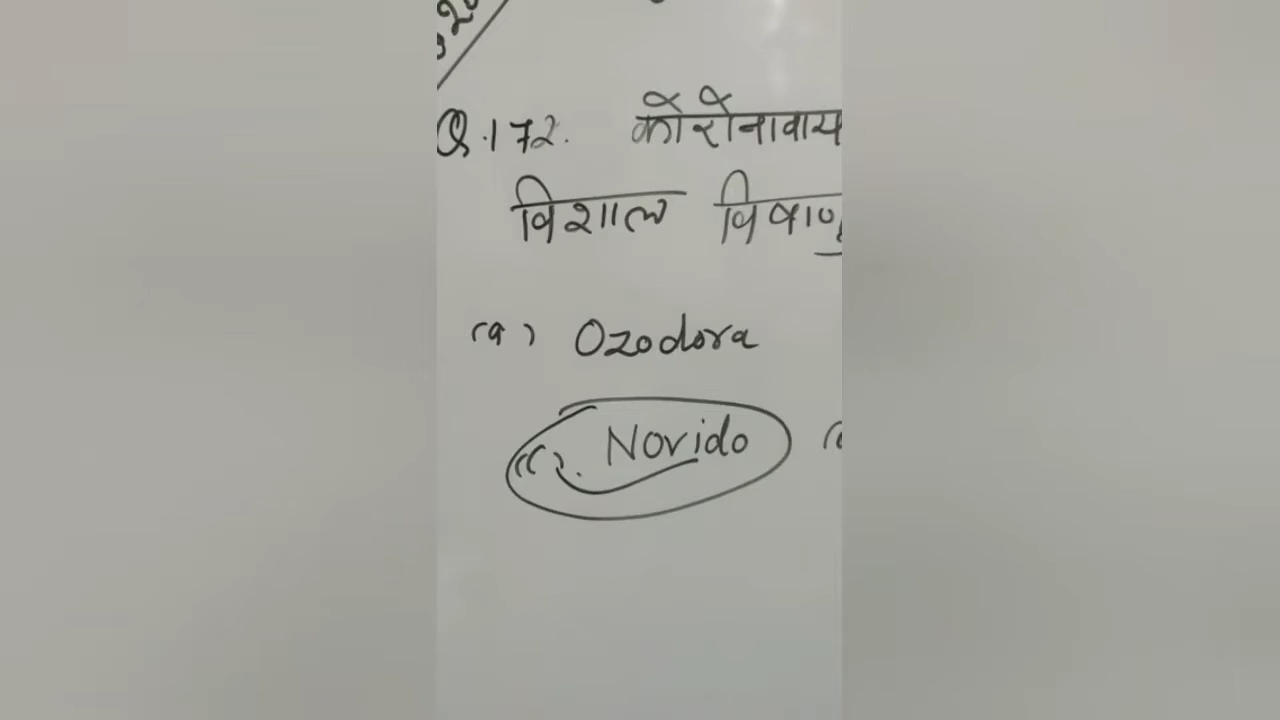 Q.172. कोरोनावाय
विशाल विषाणु
(a) Ozodora
(c). Novido